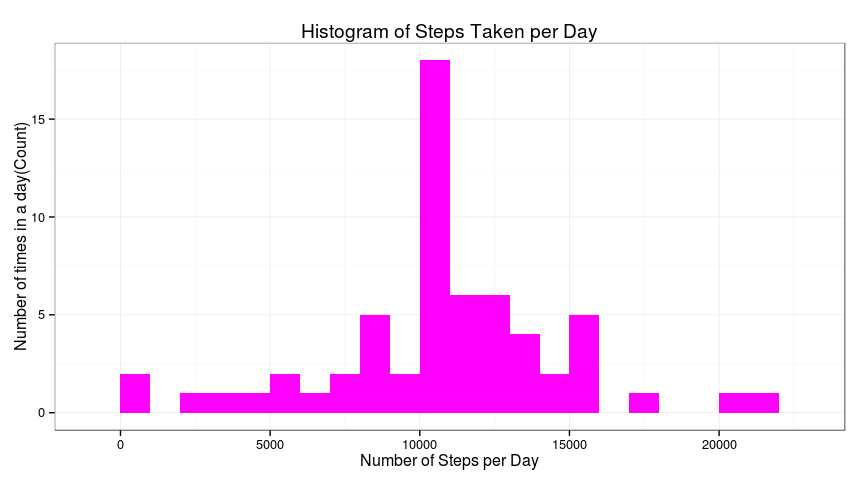 Histogram of Steps Taken per Day
Number of times in a day(Count)
15
10
5
0
0 5000 10000 15000 20000
Number of Steps per Day